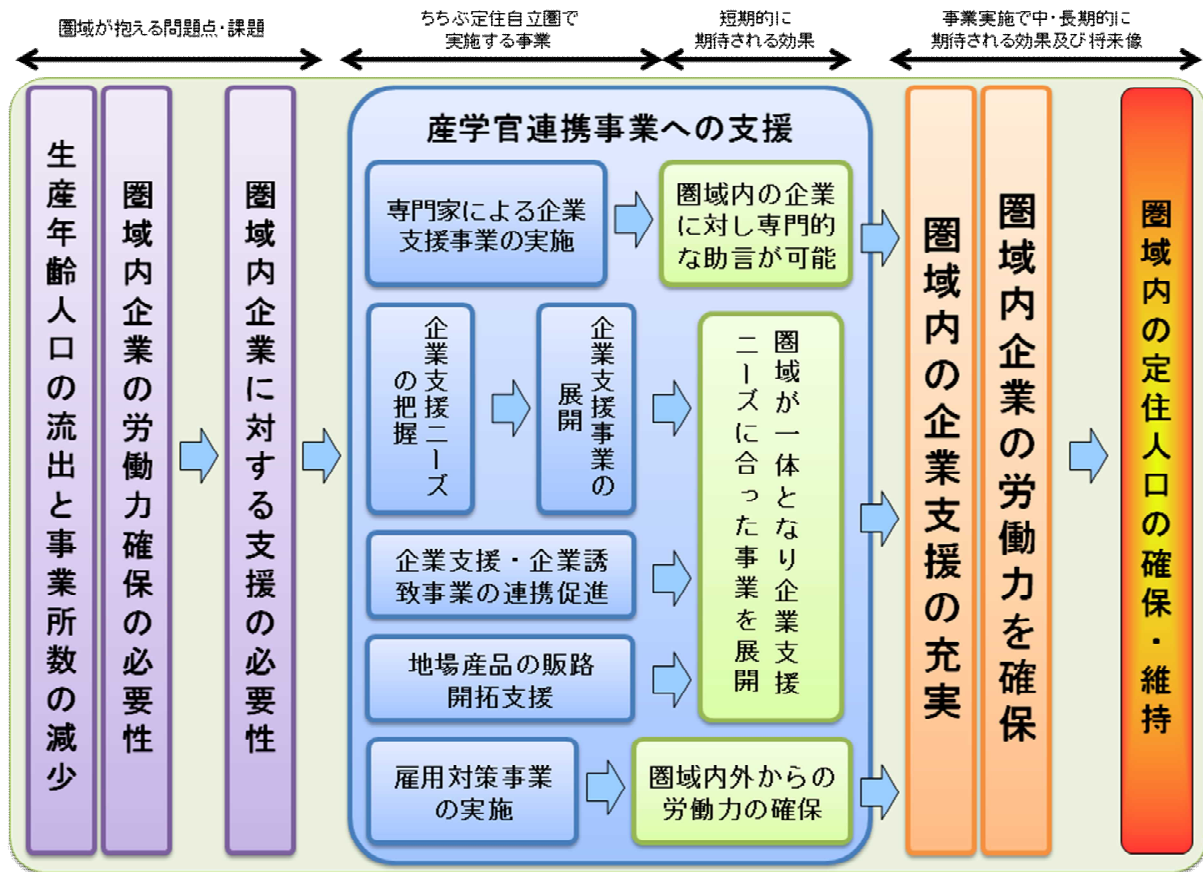 圏域が抱える問題点・課題
ちちぶ定住自立圏で
実施する事業
短期的に
期待される効果
事業実施で中・長期的に
期待される効果及び将来像
生産年齢人口の流出と事業所数の減少
圏域内企業の労働力確保の必要性
圏域内企業に対する支援の必要性
産学官連携事業への支援
専門家による企業
支援事業の実施
圏域内の企業
に対し専門的
な助言が可能
企業支援ニーズ
の把握
企業支援事業の
展開
圏域が一体となり企業支援
ニーズに合った事業を展開
企業支援・企業誘
致事業の連携促進
地場産品の販路
開拓支援
雇用対策事業
の実施
圏域内外からの
労働力の確保
圏域内の企業支援の充実
圏域内企業の労働力を確保
圏域内の定住人口の確保・維持